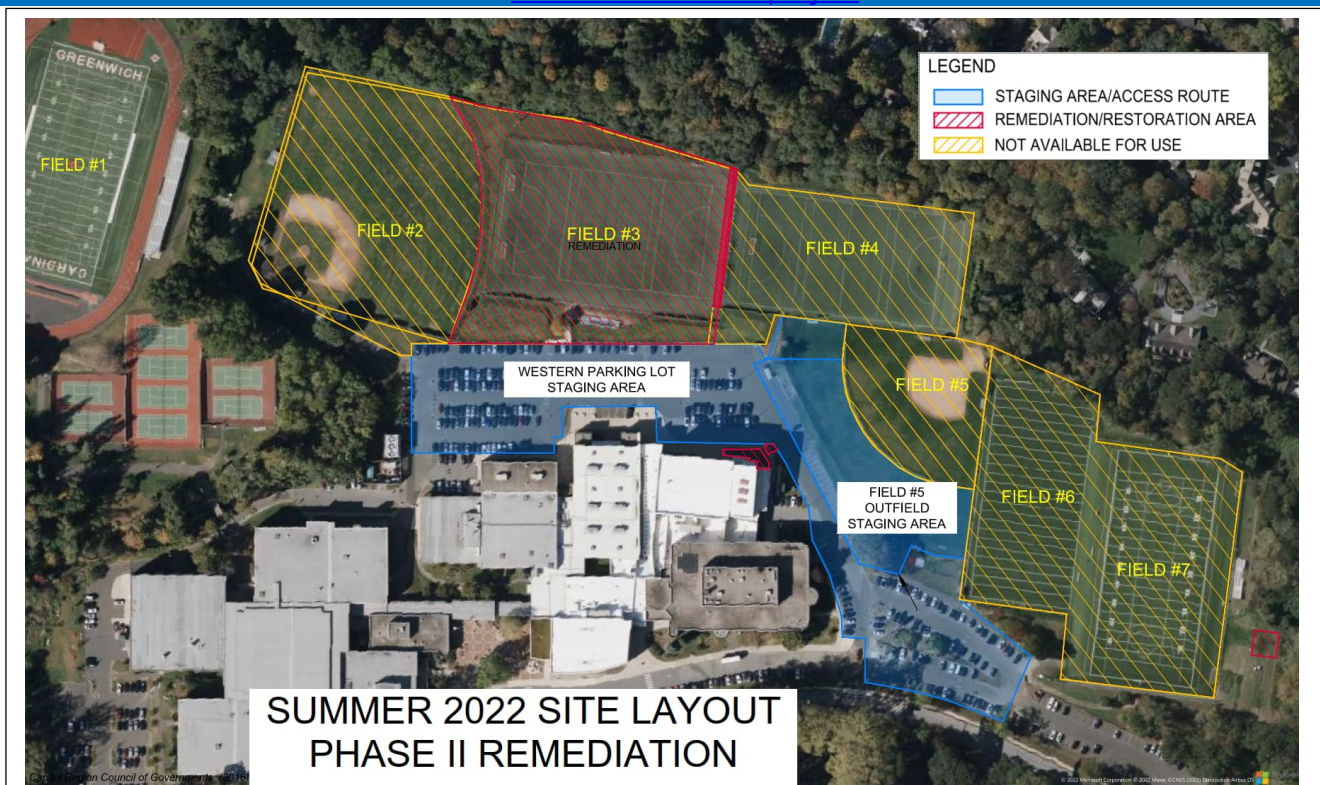 GREENWICH
FIELD #1
CARDINA
LEGEND
STAGING AREA/ACCESS ROUTE
REMEDIATION/RESTORATION AREA
NOT AVAILABLE FOR USE
FIELD #2
FIELD #3
REMEDIATION
FIELD #4
WESTERN PARKING LOT
STAGING AREA
FIELD #5
FIELD #5
OUTFIELD
STAGING AREA
FIELD #6
FIELD #7
SUMMER 2022 SITE LAYOUT
PHASE II REMEDIATION
Capitol Region Council of Governments, (2016)
© 2022 Microsoft Corporation © 2022 Maxar ©CNES (2022) Distribution Airbus DS